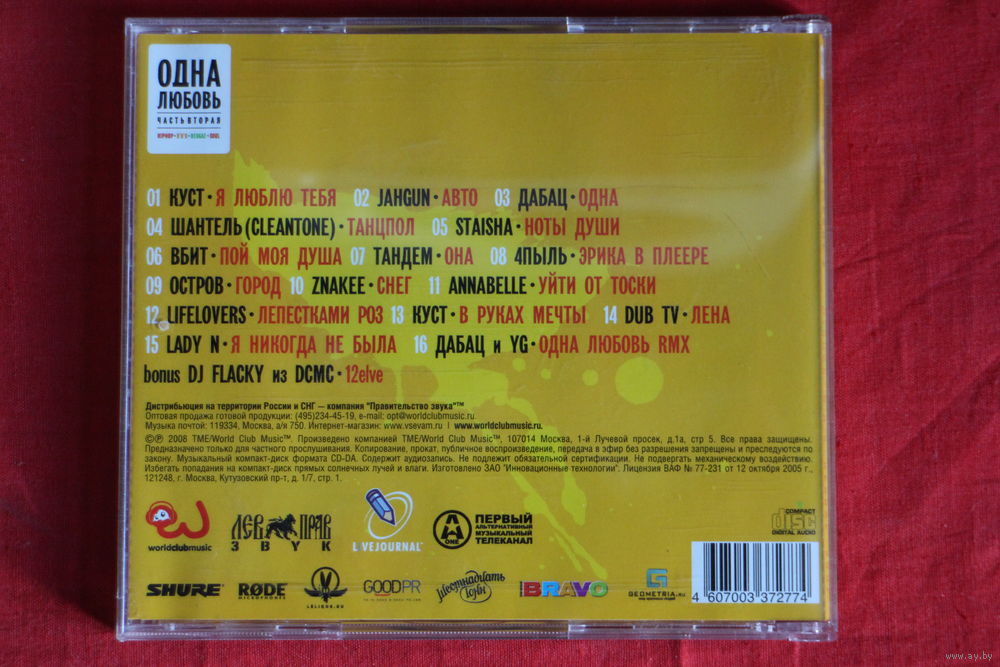 ОДНА
ЛЮБОВЬ
ЧАСТЬ ВТОРАЯ
HIPHOP • R'N'B • REGGAE • SOUL
01 КУСТ • Я ЛЮБЛЮ ТЕБЯ 02 JAHGUN • АВТО 03 ДАБАЦ • ОДНА
04 ШАНТЕЛЬ (CLEANTONE) • ТАНЦПОЛ 05 STAISHA • НОТЫ ДУШИ
06 ВБИТ • ПОЙ МОЯ ДУША 07 ТАНДЕМ • ОНА 08 4ПЫЛЬ • ЭРИКА В ПЛЕЕРЕ
09 ОСТРОВ • ГОРОД 10 ZNAKEE • СНЕГ 11 ANNABELLE • УЙТИ ОТ ТОСКИ
12 LIFELOVERS • ЛЕПЕСТКАМИ РОЗ 13 КУСТ • В РУКАХ МЕЧТЫ 14 DUB TV • ЛЕНА
15 LADY N • Я НИКОГДА НЕ БЫЛА 16 ДАБАЦ и YG • ОДНА ЛЮБОВЬ RMX
bonus DJ FLACKY из DCMC • 12elve
Дистрибьюция на территории России и СНГ — компания "Правительство звука"™
Оптовая продажа готовой продукции: (495)234-45-19, e-mail: opt@worldclubmusic.ru.
Музыка почтой: 119334, Москва, а/я 750. Интернет-магазин: www.vsevam.ru | www.worldclubmusic.ru.
©℗ 2008 TME/World Club Music™. Произведено компанией TME/World Club Music™, 107014 Москва, 1-й Лучевой просек, д.1а, стр 5. Все права защищены.
Предназначено только для частного прослушивания. Копирование, прокат, публичное воспроизведение, передача в эфир без разрешения запрещены и преследуются по
закону. Музыкальный компакт-диск формата CD-DA. Содержит аудиозапись. Не подлежит обязательной сертификации. Не подвергать механическому воздействию.
Избегать попадания на компакт-диск прямых солнечных лучей и влаги. Изготовлено ЗАО "Инновационные технологии". Лицензия ВАФ № 77-231 от 12 октября 2005 г.,
121248, г. Москва, Кутузовский пр-т, д. 1/7, стр. 1.
worldclubmusic
ЛЕВ ПРАВ
ЗВУК
LIVEJOURNAL™
A ONE
ПЕРВЫЙ
АЛЬТЕРНАТИВНЫЙ
МУЗЫКАЛЬНЫЙ
ТЕЛЕКАНАЛ
COMPACT
disc
DIGITAL AUDIO
SHURE
RØDE
MICROPHONES
GOODPR
Шестнадцать
Тонн
BRAVO
GEOMETRIA.RU
4 607003 372774
www.ay.by